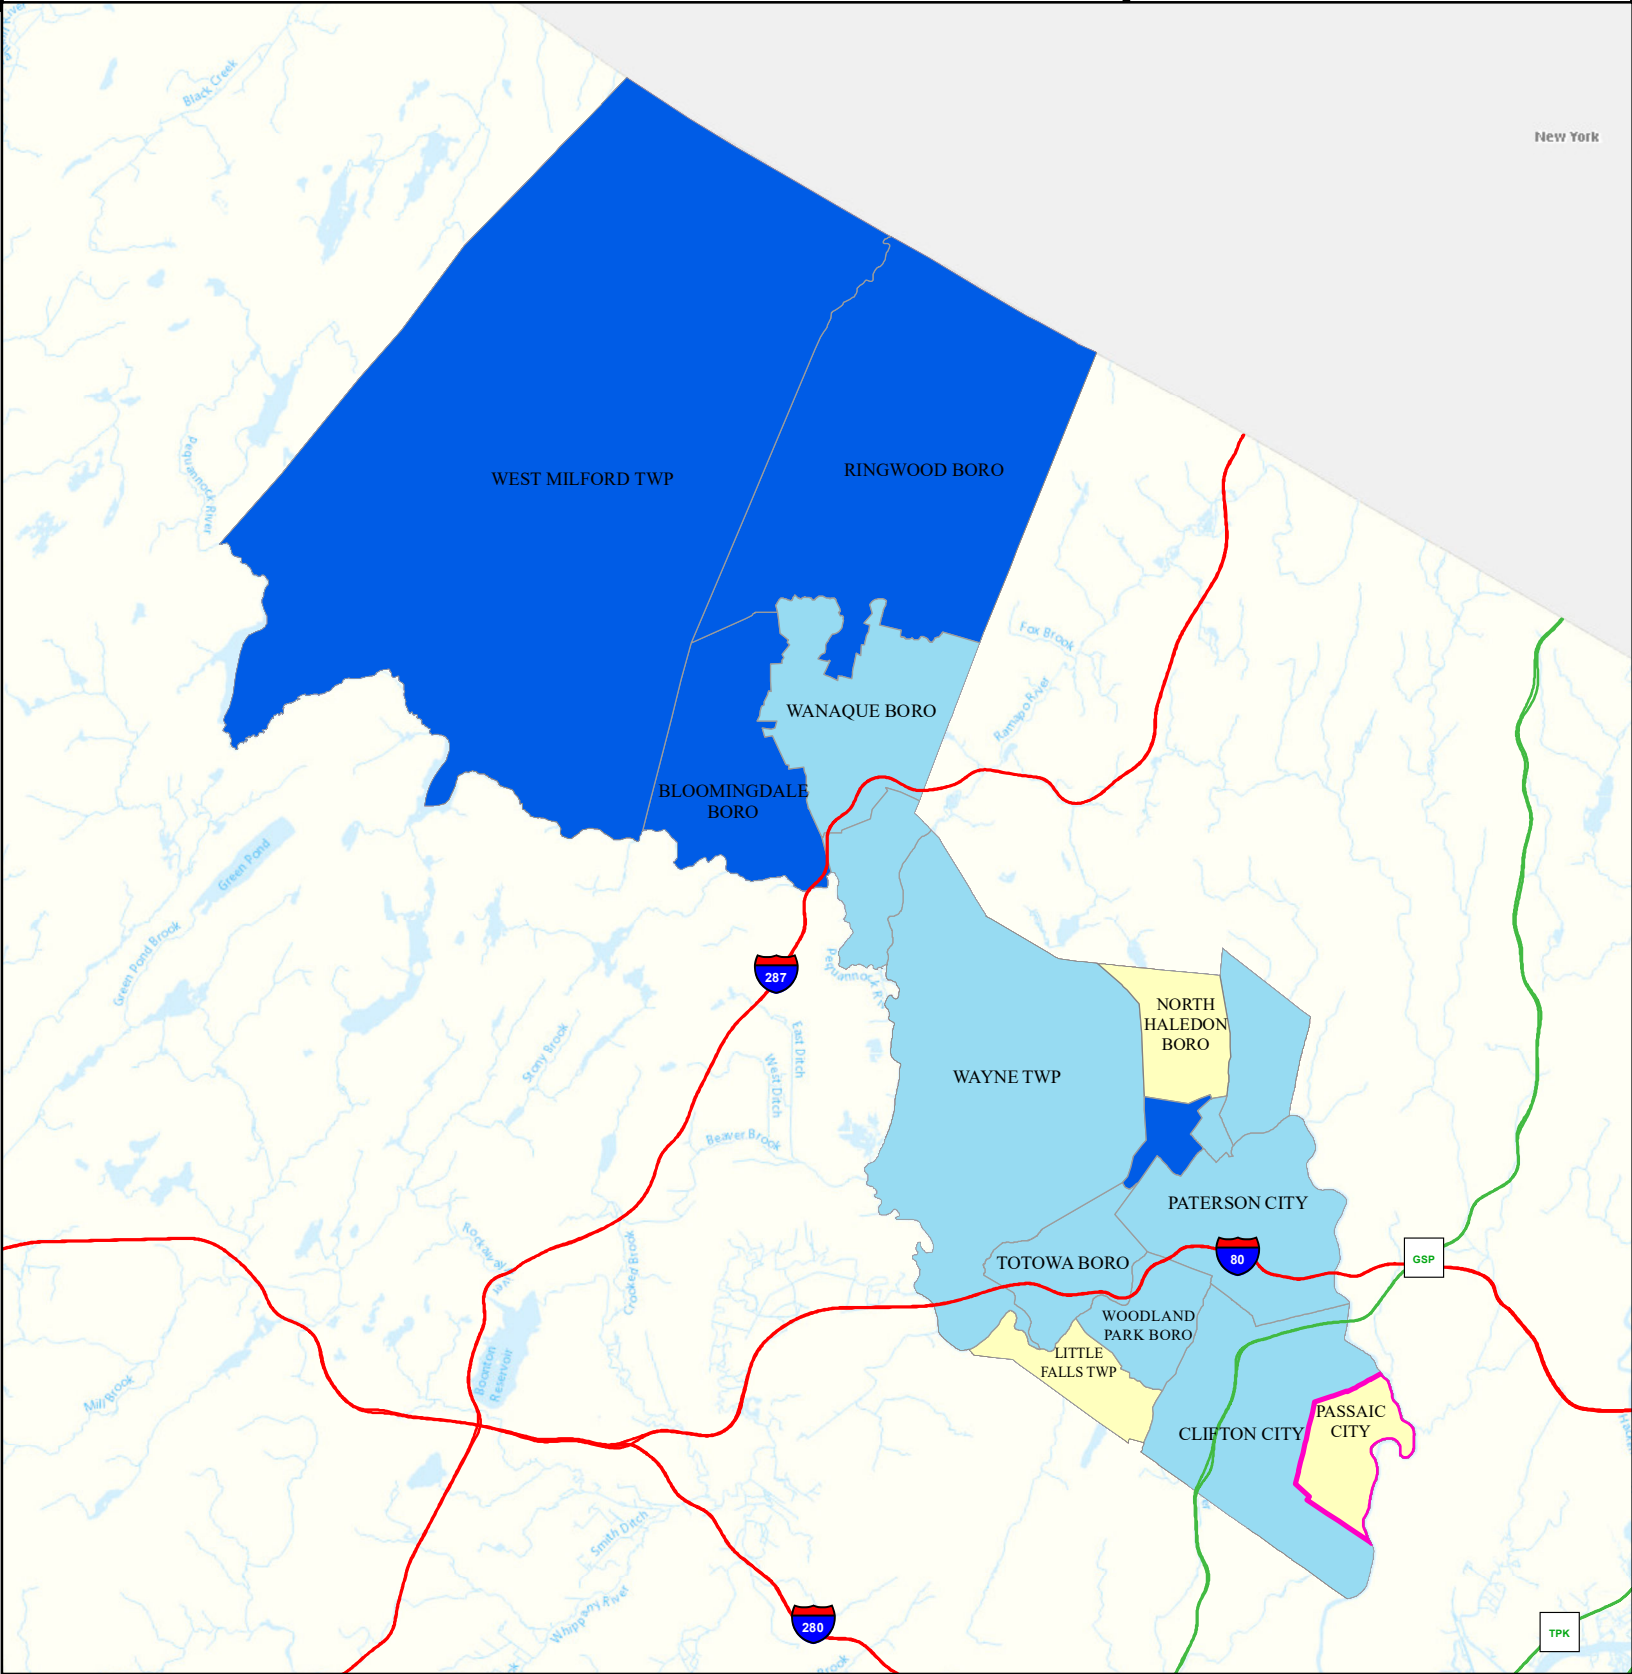 New York
Black Creek
Pequannock River
WEST MILFORD TWP
RINGWOOD BORO
Fox Brook
Ramapo River
WANAQUE BORO
BLOOMINGDALE
BORO
Green Pond
Green Pond Brook
287
Pequannock
NORTH
HALEDON
BORO
Stony Brook
East Ditch
West Ditch
WAYNE TWP
Beaver Brook
PATERSON CITY
Rockaway
Crooked Brook
TOTOWA BORO
80
GSP
WOODLAND
PARK BORO
LITTLE
FALLS TWP
Boonton
Reservoir
Mill Brook
PASSAIC
CITY
CLIFTON CITY
Smith Ditch
Whippany River
280
TPK
Brook